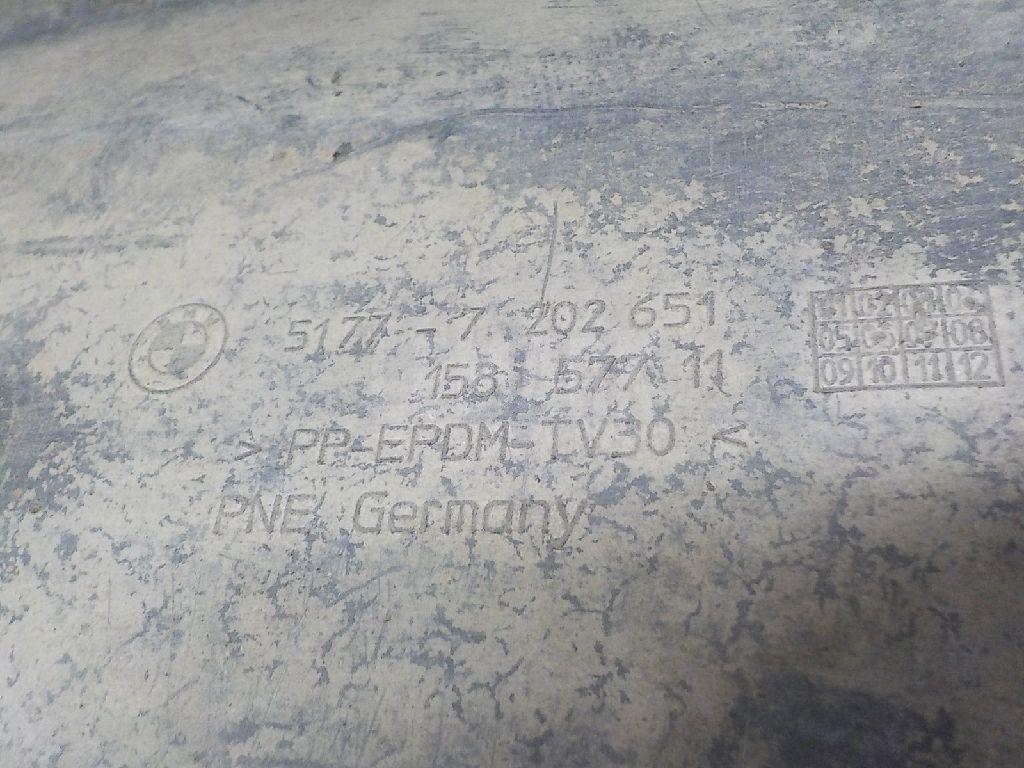 5177 - 7 202 651
158 577 11
> PP-EPDM-TV30 <
PNE Germany
01 02 03 04
05 06 07 08
09 10 11 12